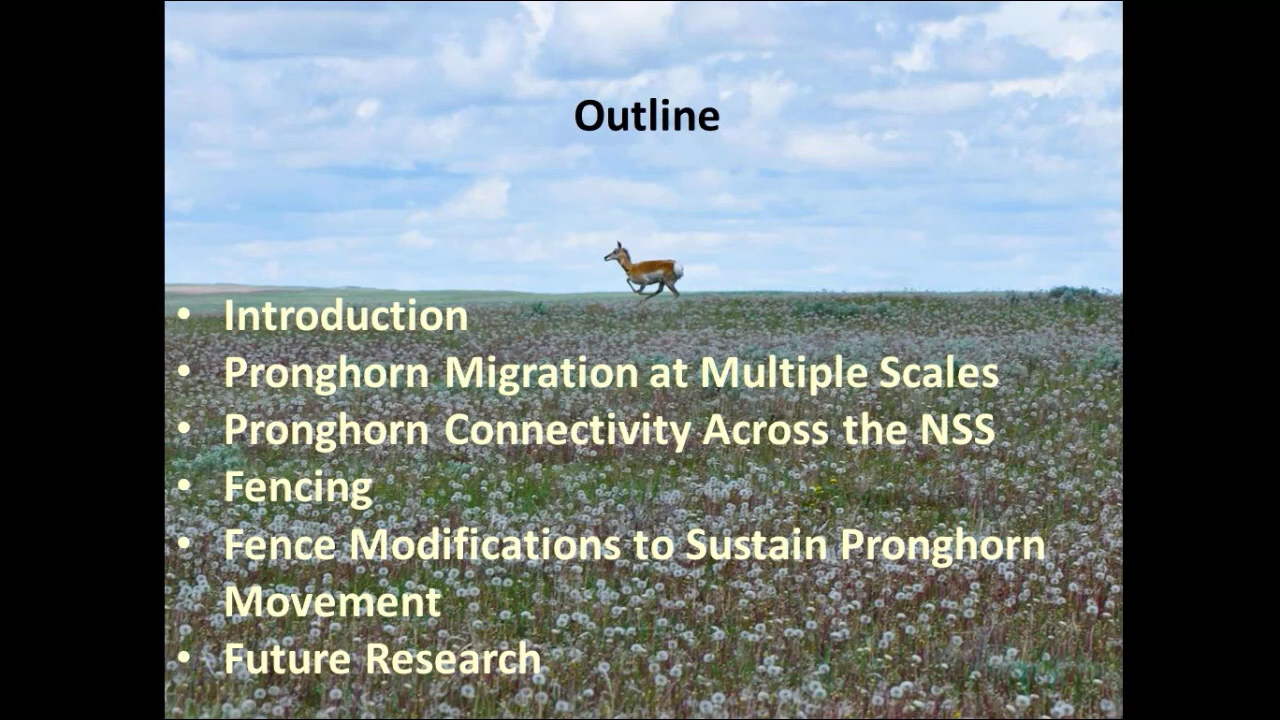 Outline
• Introduction
• Pronghorn Migration at Multiple Scales
• Pronghorn Connectivity Across the NSS
• Fencing
• Fence Modifications to Sustain Pronghorn
Movement
• Future Research